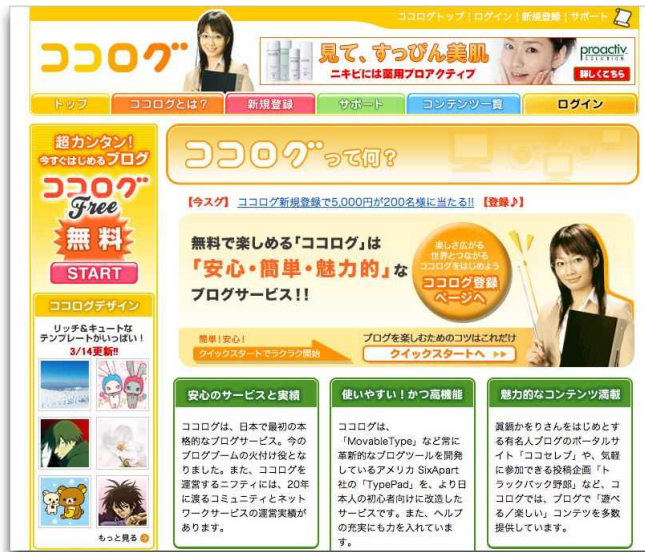 ココログトップ | ログイン | 新規登録 | サポート
ココログ
見て、すっぴん美肌
ニキビには薬用プロアクティブ
proactiv
SOLUTION
詳しくこちら
トップ
ココログとは？
新規登録
サポート
コンテンツ一覧
ログイン
超カンタン!
今すぐはじめるブログ
ココログ
Free
無料
START
ココログデザイン
リッチ&キュートな
テンプレートがいっぱい！
3/14更新!!
もっと見る
ココログって何？
【今スグ】 ココログ新規登録で5,000円が200名様に当たる!! 【登録♪】
無料で楽しめる「ココログ」は
「安心・簡単・魅力的」な
ブログサービス!!
楽しさ広がる
世界とつながる
ココログをはじめよう
ココログ登録
ページへ
簡単！安心！
クイックスタートでラクラク開始
ブログを楽しむためのコツはこれだけ
クイックスタートへ
安心のサービスと実績
ココログは、日本で最初の本
格的なブログサービス。今の
ブログブームの火付け役とな
りました。また、ココログを
運営するニフティには、20年
に渡るコミュニティとネット
ワークサービスの運営実績が
あります。
使いやすい！かつ高機能
ココログは、
「MovableType」など常に
革新的なブログツールを開発
しているアメリカ SixApart
社の「TypePad」を、より日
本人の初心者向けに改造した
サービスです。また、ヘルプ
の充実にも力を入れていま
す。
魅力的なコンテンツ満載
眞鍋かをりさんをはじめとす
る有名人ブログのポータルサ
イト「ココセレブ」や、気軽
に参加できる投稿企画「ト
ラックバック野郎」など、コ
コログでは、ブログで「遊べ
る／楽しい」コンテンツを多数
提供しています。